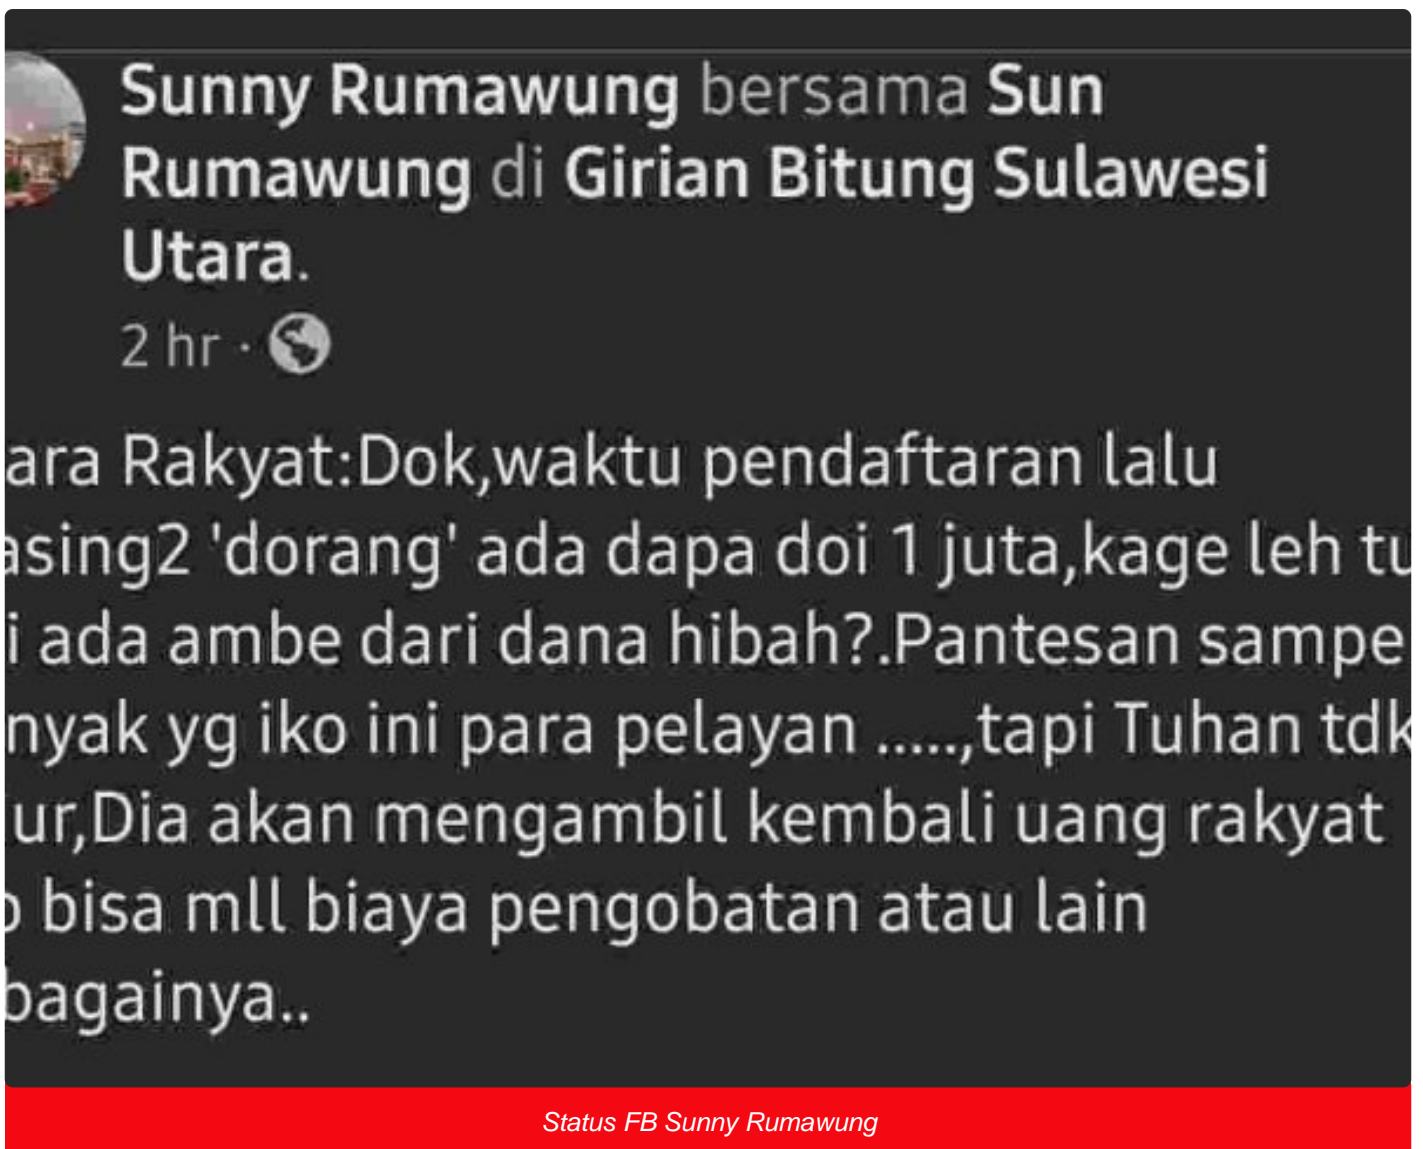 Sunny Rumawung bersama Sun
Rumawung di Girian Bitung Sulawesi
Utara.
2 hr ·
ara Rakyat:Dok,waktu pendaftaran lalu
asing2 'dorang' ada dapa doi 1 juta,kage leh tu
i ada ambe dari dana hibah?.Pantesan sampe
nyak yg iko ini para pelayan .....,tapi Tuhan tdk
ur,Dia akan mengambil kembali uang rakyat
bisa mll biaya pengobatan atau lain
bagainya..
Status FB Sunny Rumawung